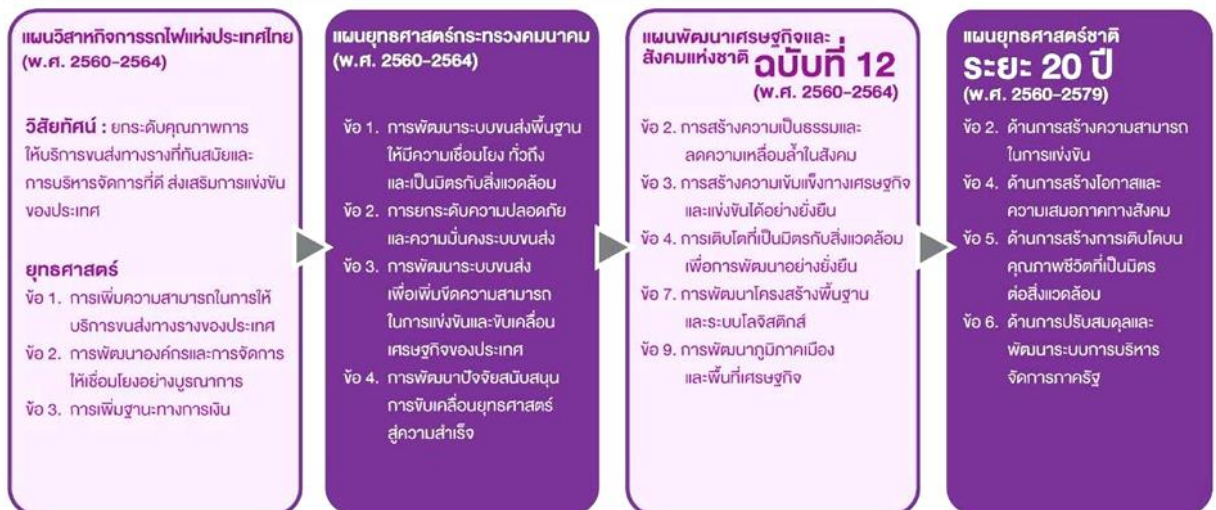 แผนวิสาหกิจการรถไฟแห่งประเทศไทย
(พ.ศ. 2560-2564)
วิสัยทัศน์ : ยกระดับคุณภาพการ
ให้บริการขนส่งทางรางที่ทันสมัยและ
การบริหารจัดการที่ดี ส่งเสริมการแข่งขัน
ของประเทศ
ยุทธศาสตร์
ข้อ 1. การเพิ่มความสามารถในการให้
บริการขนส่งทางรางของประเทศ
ข้อ 2. การพัฒนาองค์กรและการจัดการ
ให้เชื่อมโยงอย่างบูรณาการ
ข้อ 3. การเพิ่มฐานะทางการเงิน
แผนยุทธศาสตร์กระทรวงคมนาคม
(พ.ศ. 2560-2564)
ข้อ 1. การพัฒนาระบบขนส่งพื้นฐาน
ให้มีความเชื่อมโยง ทั่วถึง
และเป็นมิตรกับสิ่งแวดล้อม
ข้อ 2. การยกระดับความปลอดภัย
และความมั่นคงระบบขนส่ง
ข้อ 3. การพัฒนาระบบขนส่ง
เพื่อเพิ่มขีดความสามารถ
ในการแข่งขันและขับเคลื่อน
เศรษฐกิจของประเทศ
ข้อ 4. การพัฒนาปัจจัยสนับสนุน
การขับเคลื่อนยุทธศาสตร์
สู่ความสำเร็จ
แผนพัฒนาเศรษฐกิจและ
สังคมแห่งชาติ ฉบับที่ 12
(พ.ศ. 2560-2564)
ข้อ 2. การสร้างความเป็นธรรมและ
ลดความเหลื่อมล้ำในสังคม
ข้อ 3. การสร้างความเข้มแข็งทางเศรษฐกิจ
และแข่งขันได้อย่างยั่งยืน
ข้อ 4. การเติบโตที่เป็นมิตรกับสิ่งแวดล้อม
เพื่อการพัฒนาอย่างยั่งยืน
ข้อ 7. การพัฒนาโครงสร้างพื้นฐาน
และระบบโลจิสติกส์
ข้อ 9. การพัฒนาภูมิภาคเมือง
และพื้นที่เศรษฐกิจ
แผนยุทธศาสตร์ชาติ
ระยะ 20 ปี
(พ.ศ. 2560-2579)
ข้อ 2. ด้านการสร้างความสามารถ
ในการแข่งขัน
ข้อ 4. ด้านการสร้างโอกาสและ
ความเสมอภาคทางสังคม
ข้อ 5. ด้านการสร้างการเติบโตบน
คุณภาพชีวิตที่เป็นมิตร
ต่อสิ่งแวดล้อม
ข้อ 6. ด้านการปรับสมดุลและ
พัฒนาระบบการบริหาร
จัดการภาครัฐ